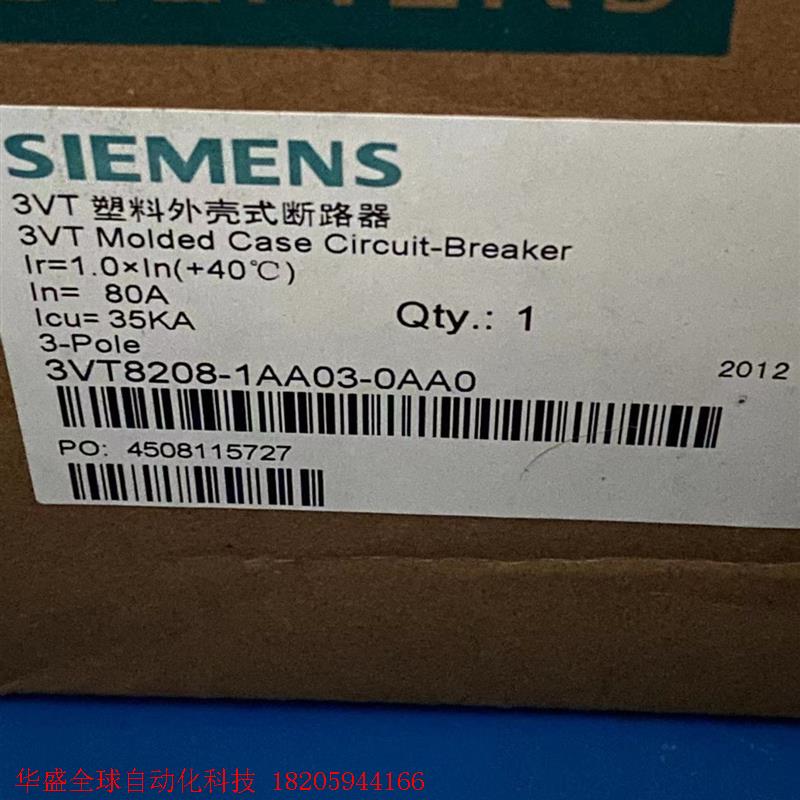 SIEMENS
SIEMENS
3VT 塑料外壳式断路器
3VT Molded Case Circuit-Breaker
Ir=1.0×In(+40℃)
In= 80A
Icu= 35KA
Qty.: 1
3-Pole
3VT8208-1AA03-0AA0
2012
PO: 4508115727
华盛全球自动化科技 18205944166